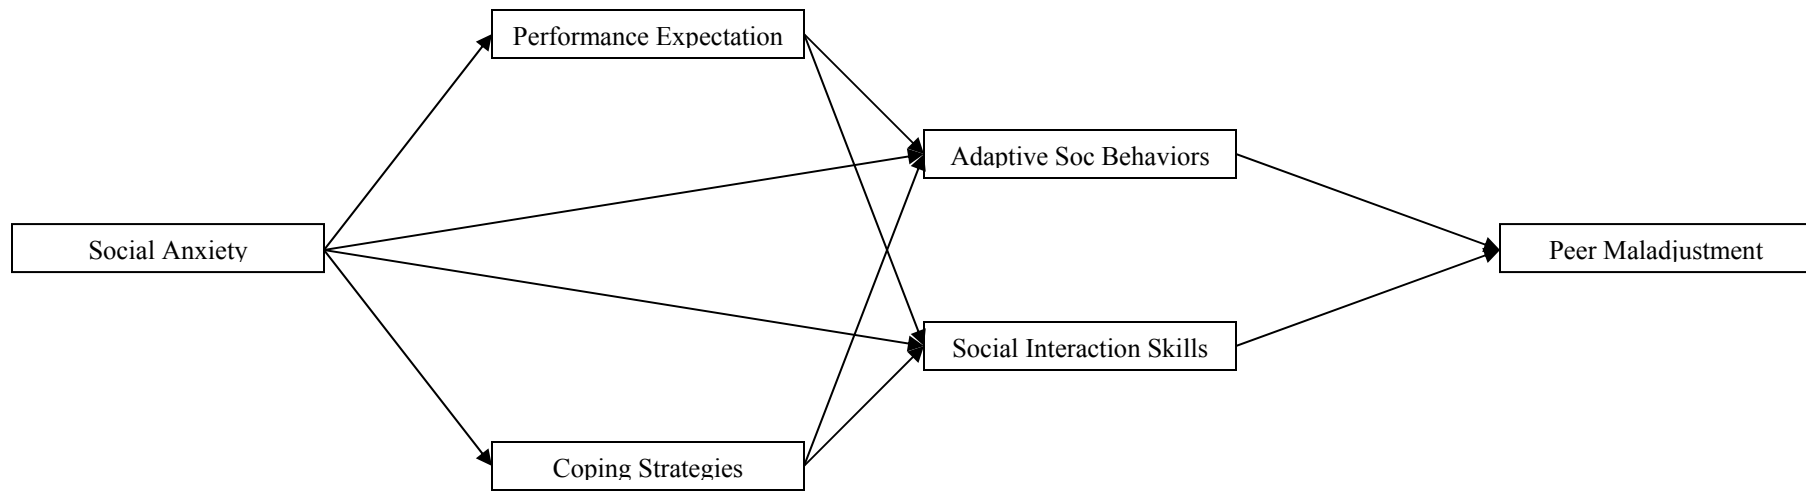 Performance Expectation
Adaptive Soc Behaviors
Social Anxiety
Peer Maladjustment
Social Interaction Skills
Coping Strategies